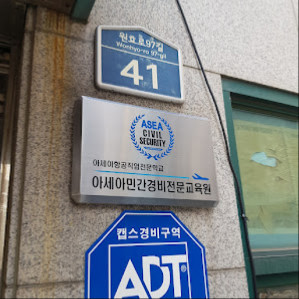 원효로97길
Wonhyo-ro 97-gil
41
ASEA
CIVIL
SECURITY
아세아항공직업전문학교
아세아민간경비전문교육원
캡스경비구역
ADT